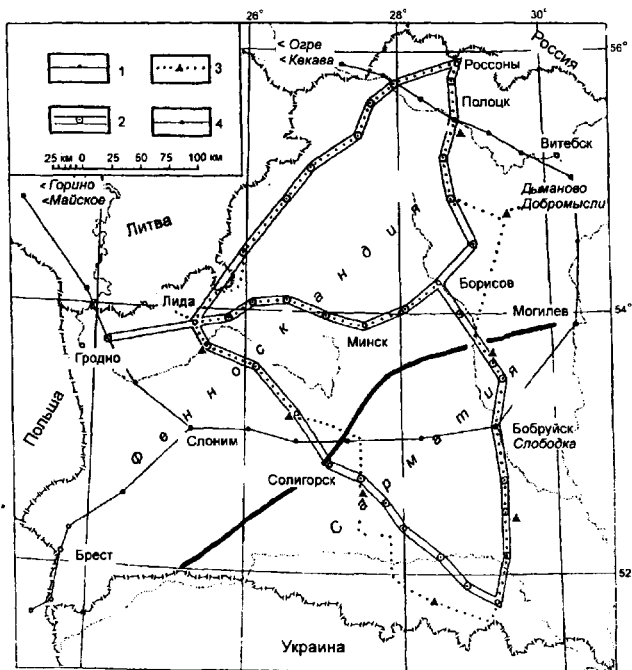 26° 28° 30°
56°
Россия
< Огре
< Кекава
Россоны
1 3
2 4
Полоцк
Витебск
25 км 0 25 50 75 100 км
< Горино
<Майское
Дыманово
Добромысли
Литва
Лида
Борисов
54°
Могилев
Минск
Гродно
Фенноскандия
Польша
Слоним
Бобруйск
Слободка
Солигорск
Сарматия
Брест
52°
Украина